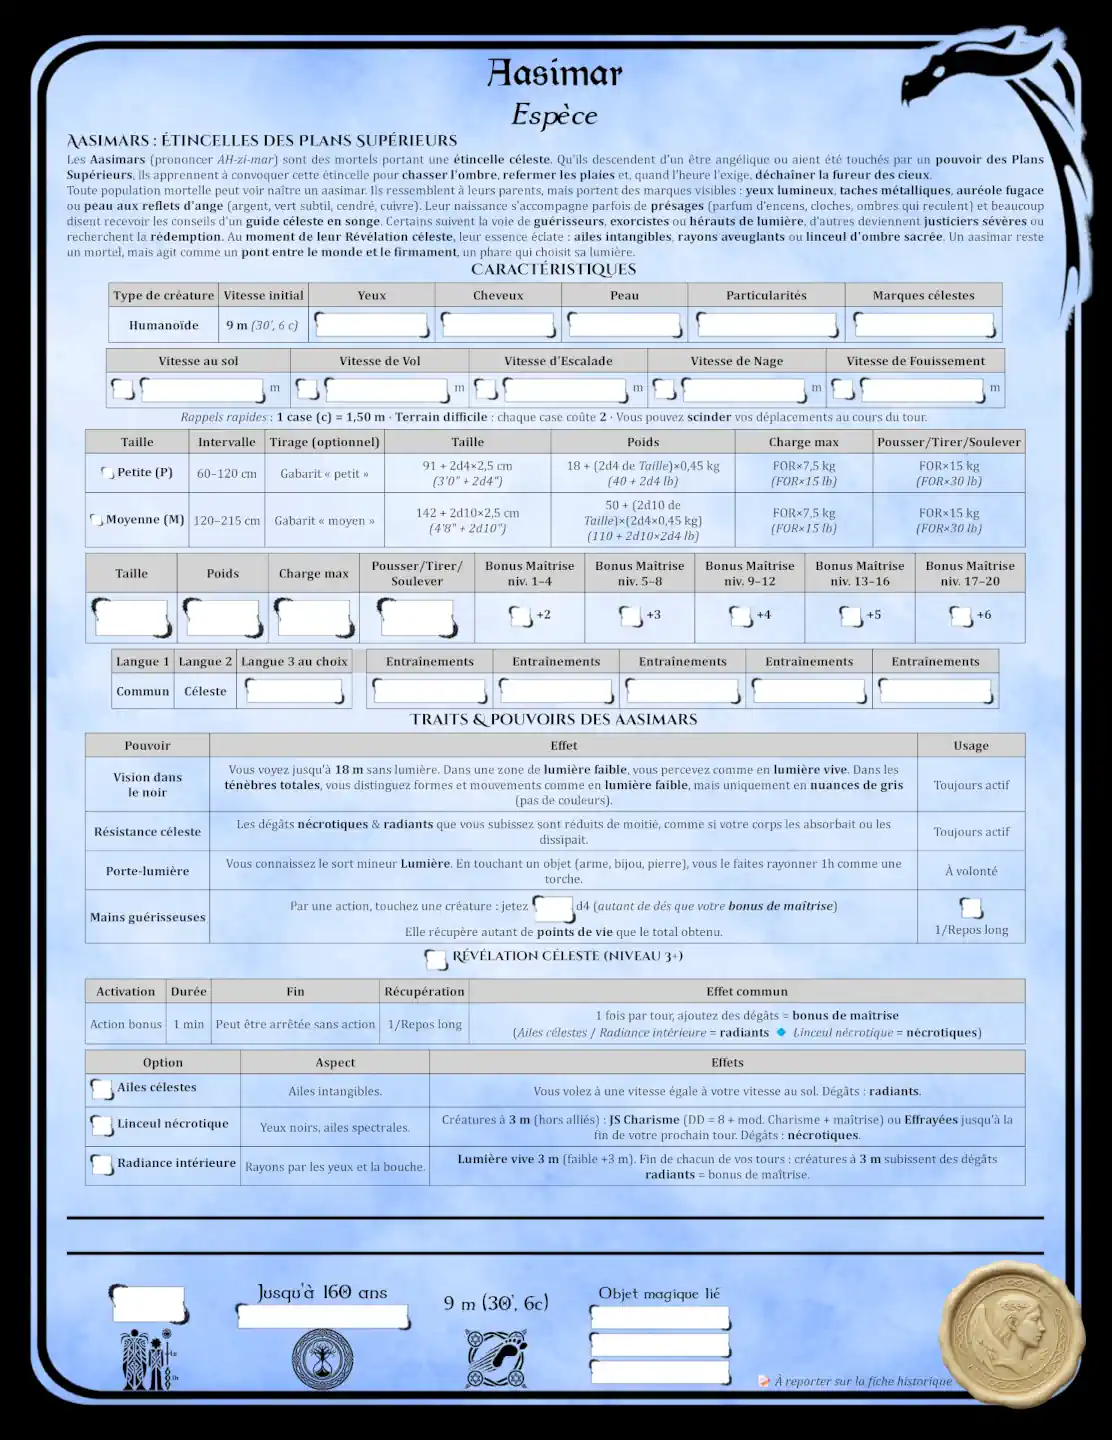 Aasimar
Espèce
Aasimars : étincelles des Plans Supérieurs
Les Aasimars (prononcer AH-zi-mar) sont des mortels portant une étincelle céleste. Qu'ils descendent d'un être angélique ou aient été touchés par un pouvoir des Plans
Supérieurs, ils apprennent à convoquer cette étincelle pour chasser l'ombre, refermer les plaies et, quand l'heure l'exige, déchaîner la fureur des cieux.
Toute population mortelle peut voir naître un aasimar. Ils ressemblent à leurs parents, mais portent des marques visibles : yeux lumineux, taches métalliques, auréole fugace
ou peau aux reflets d'ange (argent, vert subtil, cendré, cuivre). Leur naissance s'accompagne parfois de présages (parfum d'encens, cloches, ombres qui reculent) et beaucoup
disent recevoir les conseils d'un guide céleste en songe. Certains suivent la voie de guérisseurs, exorcistes ou hérauts de lumière, d'autres deviennent justiciers sévères ou
recherchent la rédemption. Au moment de leur Révélation céleste, leur essence éclate : ailes intangibles, rayons aveuglants ou linceul d'ombre sacrée. Un aasimar reste
un mortel, mais agit comme un pont entre le monde et le firmament, un phare qui choisit sa lumière.
Caractéristiques
Type de créature Vitesse initial Yeux Cheveux Peau Particularités Marques célestes
Humanoïde 9 m (30', 6 c)
Vitesse au sol Vitesse de Vol Vitesse d'Escalade Vitesse de Nage Vitesse de Fouissement
m m m m m
Rappels rapides : 1 case (c) = 1,50 m · Terrain difficile : chaque case coûte 2 · Vous pouvez scinder vos déplacements au cours du tour.
Taille Intervalle Tirage (optionnel) Taille Poids Charge max Pousser/Tirer/Soulever
Petite (P) 60–120 cm Gabarit « petit » 91 + 2d4×2,5 cm 18 + (2d4 de Taille)×0,45 kg FOR×7,5 kg FOR×15 kg
(3'0" + 2d4") (40 + 2d4 lb) (FOR×15 lb) (FOR×30 lb)
Moyenne (M) 120–215 cm Gabarit « moyen » 142 + 2d10×2,5 cm 50 + (2d10 de FOR×7,5 kg FOR×15 kg
(4'8" + 2d10") Taille)×(2d4×0,45 kg) (FOR×15 lb) (FOR×30 lb)
(110 + 2d10×2d4 lb)
Taille Poids Charge max Pousser/Tirer/ Bonus Maîtrise Bonus Maîtrise Bonus Maîtrise Bonus Maîtrise Bonus Maîtrise
Soulever niv. 1–4 niv. 5–8 niv. 9–12 niv. 13–16 niv. 17–20
+2 +3 +4 +5 +6
Langue 1 Langue 2 Langue 3 au choix Entraînements Entraînements Entraînements Entraînements Entraînements
Commun Céleste
Traits & Pouvoirs des Aasimars
Pouvoir Effet Usage
Vision dans Vous voyez jusqu'à 18 m sans lumière. Dans une zone de lumière faible, vous percevez comme en lumière vive. Dans les
le noir ténèbres totales, vous distinguez formes et mouvements comme en lumière faible, mais uniquement en nuances de gris Toujours actif
(pas de couleurs).
Résistance céleste Les dégâts nécrotiques & radiants que vous subissez sont réduits de moitié, comme si votre corps les absorbait ou les Toujours actif
dissipait.
Porte-lumière Vous connaissez le sort mineur Lumière. En touchant un objet (arme, bijou, pierre), vous le faites rayonner 1h comme une À volonté
torche.
Mains guérisseuses Par une action, touchez une créature : jetez d4 (autant de dés que votre bonus de maîtrise)
Elle récupère autant de points de vie que le total obtenu. 1/Repos long
Révélation céleste (niveau 3+)
Activation Durée Fin Récupération Effet commun
Action bonus 1 min Peut être arrêtée sans action 1/Repos long 1 fois par tour, ajoutez des dégâts = bonus de maîtrise
(Ailes célestes / Radiance intérieure = radiants 🔹 Linceul nécrotique = nécrotiques)
Option Aspect Effets
Ailes célestes Ailes intangibles. Vous volez à une vitesse égale à votre vitesse au sol. Dégâts : radiants.
Linceul nécrotique Yeux noirs, ailes spectrales. Créatures à 3 m (hors alliés) : JS Charisme (DD = 8 + mod. Charisme + maîtrise) ou Effrayées jusqu'à la
fin de votre prochain tour. Dégâts : nécrotiques.
Radiance intérieure Rayons par les yeux et la bouche. Lumière vive 3 m (faible +3 m). Fin de chacun de vos tours : créatures à 3 m subissent des dégâts
radiants = bonus de maîtrise.
Jusqu'à 160 ans
9 m (30', 6c)
Objet magique lié
À reporter sur la fiche historique